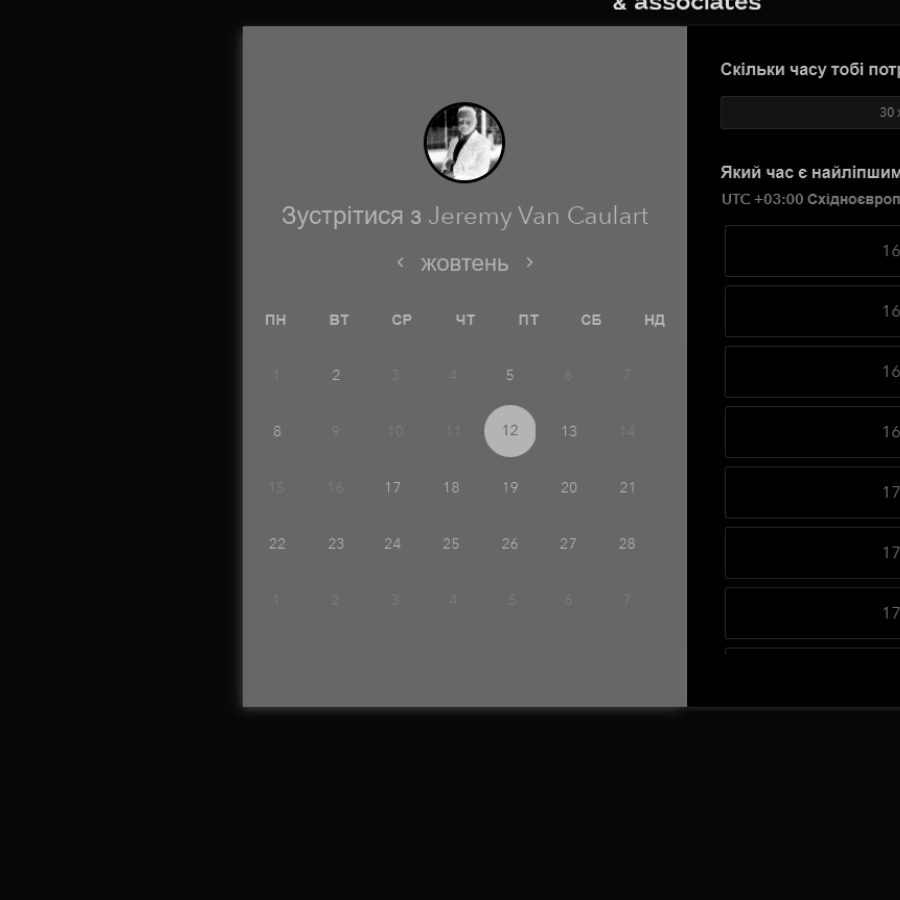 & associates
Зустрітися з Jeremy Van Caulart
жовтень
ПН ВТ СР ЧТ ПТ СБ НД
1 2 3 4 5 6 7
8 9 10 11 12 13 14
15 16 17 18 19 20 21
22 23 24 25 26 27 28
1 2 3 4 5 6 7
Скільки часу тобі
30
Який час є найліпшим
UTC +03:00
16
16
16
16
17
17
17